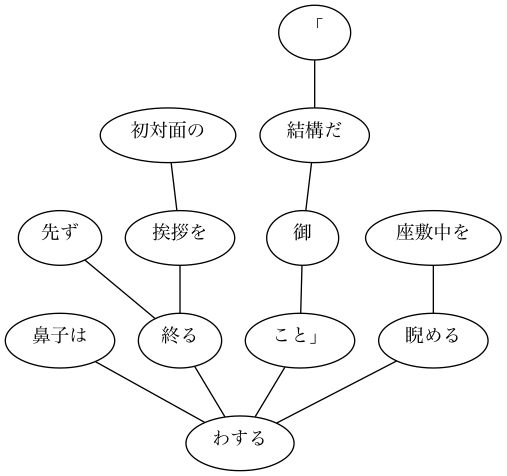 「
初対面の
結構だ
先ず
挨拶を
御
座敷中を
鼻子は
終る
こと」
睨める
わする